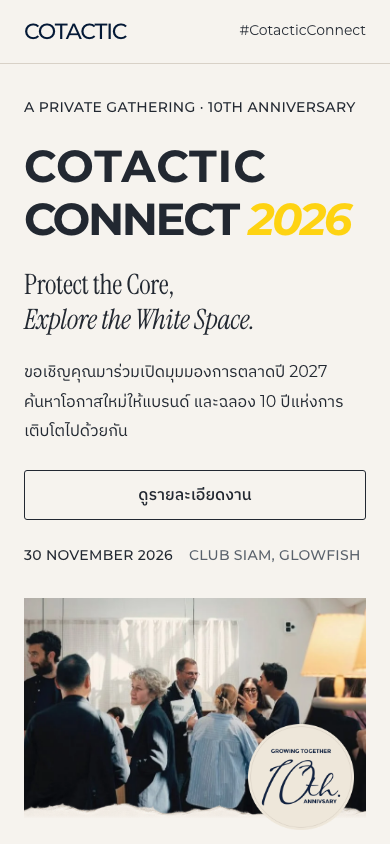 COTACTIC
#CotacticConnect
A PRIVATE GATHERING · 10TH ANNIVERSARY
COTACTIC
CONNECT 2026
Protect the Core,
Explore the White Space.
ขอเชิญคุณมาร่วมเปิดมุมมองการตลาดปี 2027
ค้นหาโอกาสใหม่ให้แบรนด์ และฉลอง 10 ปีแห่งการ
เติบโตไปด้วยกัน
ดูรายละเอียดงาน
30 NOVEMBER 2026 CLUB SIAM, GLOWFISH
GROWING TOGETHER
10th.
ANNIVSARY